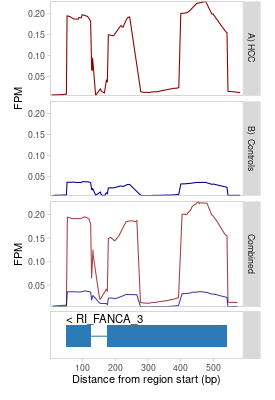 0.20
0.15
0.10
0.05
FPM
A) HCC
0.20
0.15
0.10
0.05
B) Controls
0.20
0.15
0.10
0.05
FPM
Combined
< RI_FANCA_3
100 200 300 400 500
Distance from region start (bp)